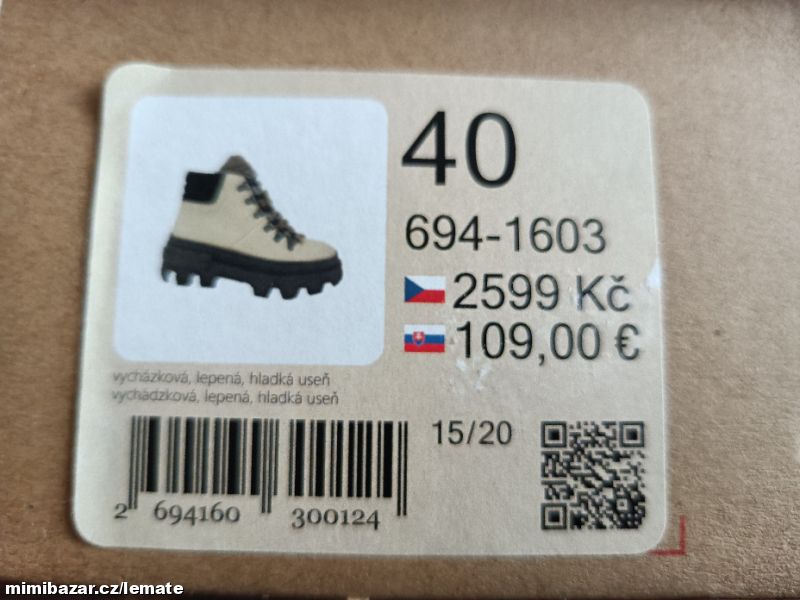 40
694-1603
2599 Kč
109,00 €
vycházková, lepená, hladká useň
vychádzková, lepená, hladká useň
15/20
2 694160 300124
mimibazar.cz/lemate